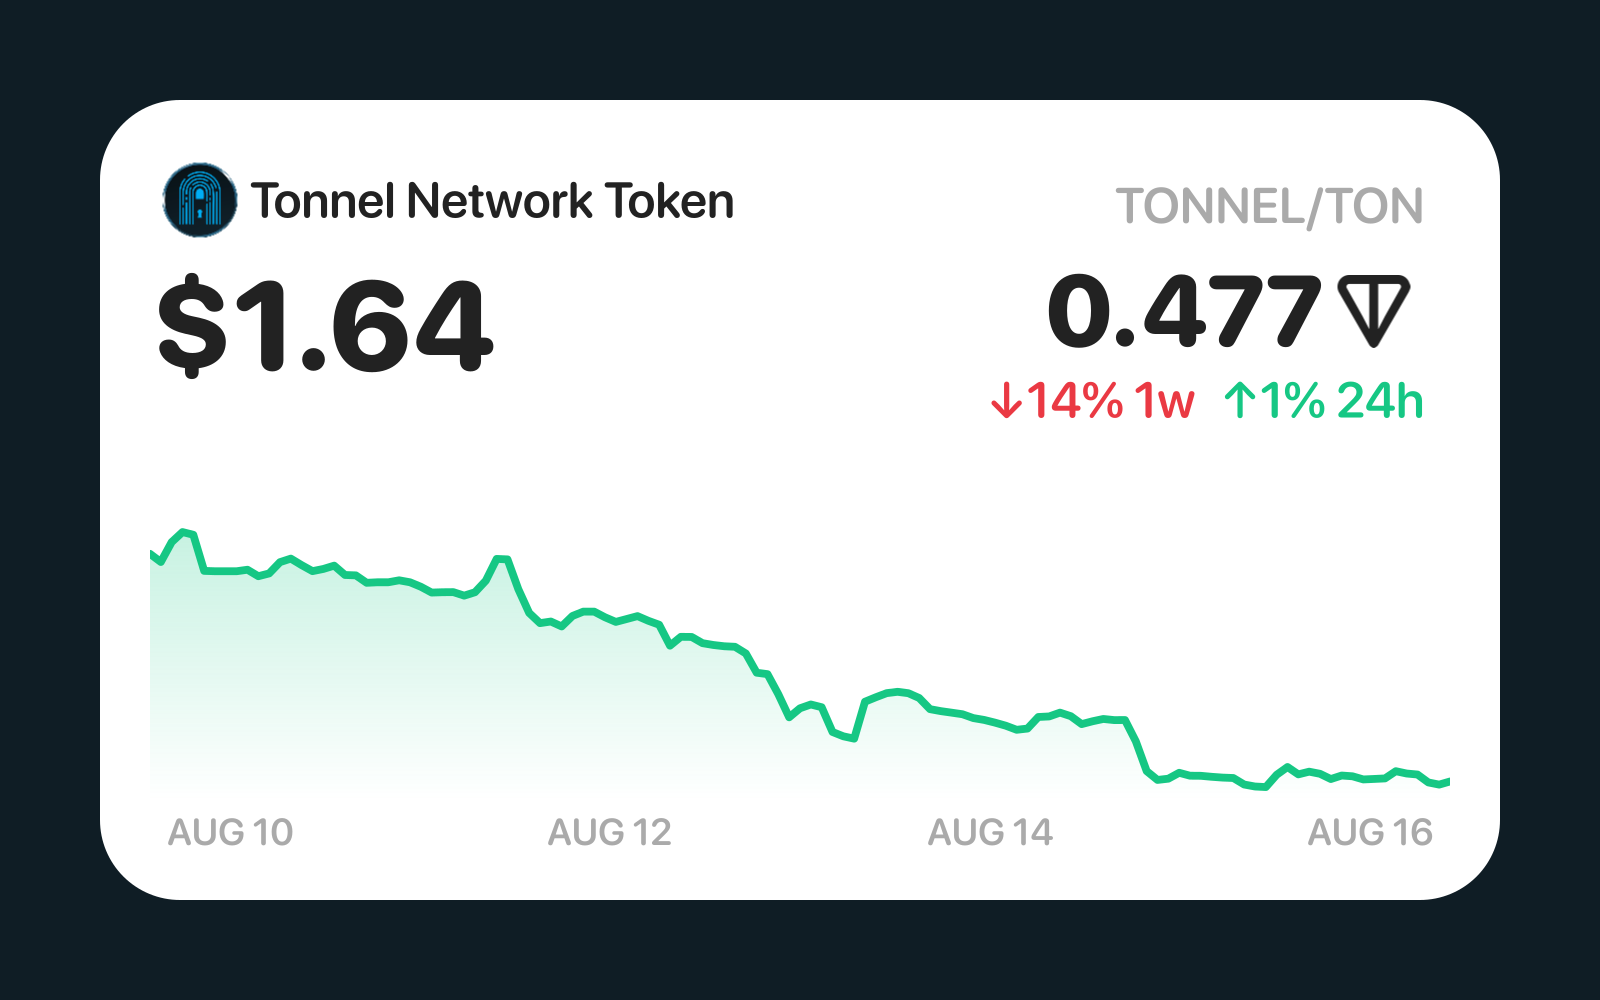 Tonnel Network Token
TONNEL/TON
$1.64
0.477
↓14% 1w ↑1% 24h
AUG 10 AUG 12 AUG 14 AUG 16